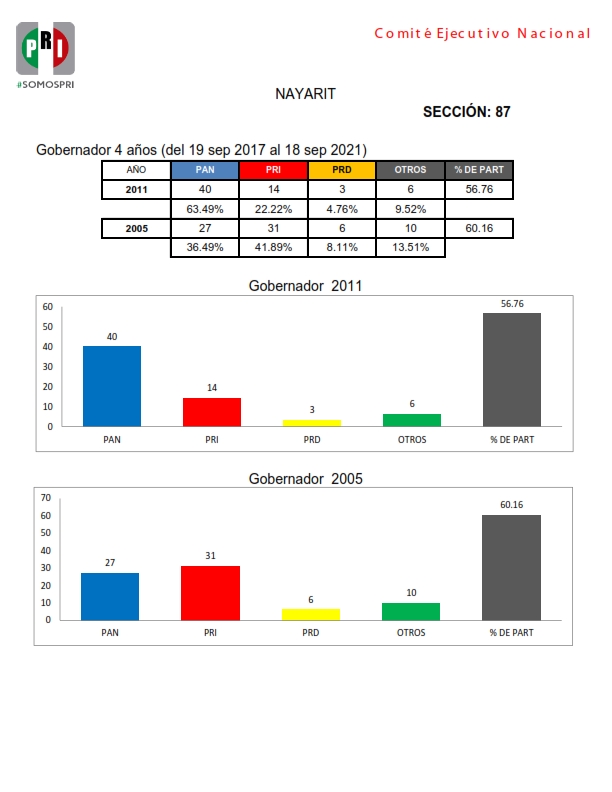 Comité Ejecutivo Nacional
PRI
#SOMOSPRI
NAYARIT
SECCIÓN: 87
Gobernador 4 años (del 19 sep 2017 al 18 sep 2021)
AÑO PAN PRI PRD OTROS % DE PART
2011 40 14 3 6 56.76
63.49% 22.22% 4.76% 9.52%
2005 27 31 6 10 60.16
36.49% 41.89% 8.11% 13.51%
Gobernador 2011
60
50
40
30
20
10
0
40
14
3
6
56.76
PAN PRI PRD OTROS % DE PART
Gobernador 2005
70
60
50
40
30
20
10
0
27
31
6
10
60.16
PAN PRI PRD OTROS % DE PART